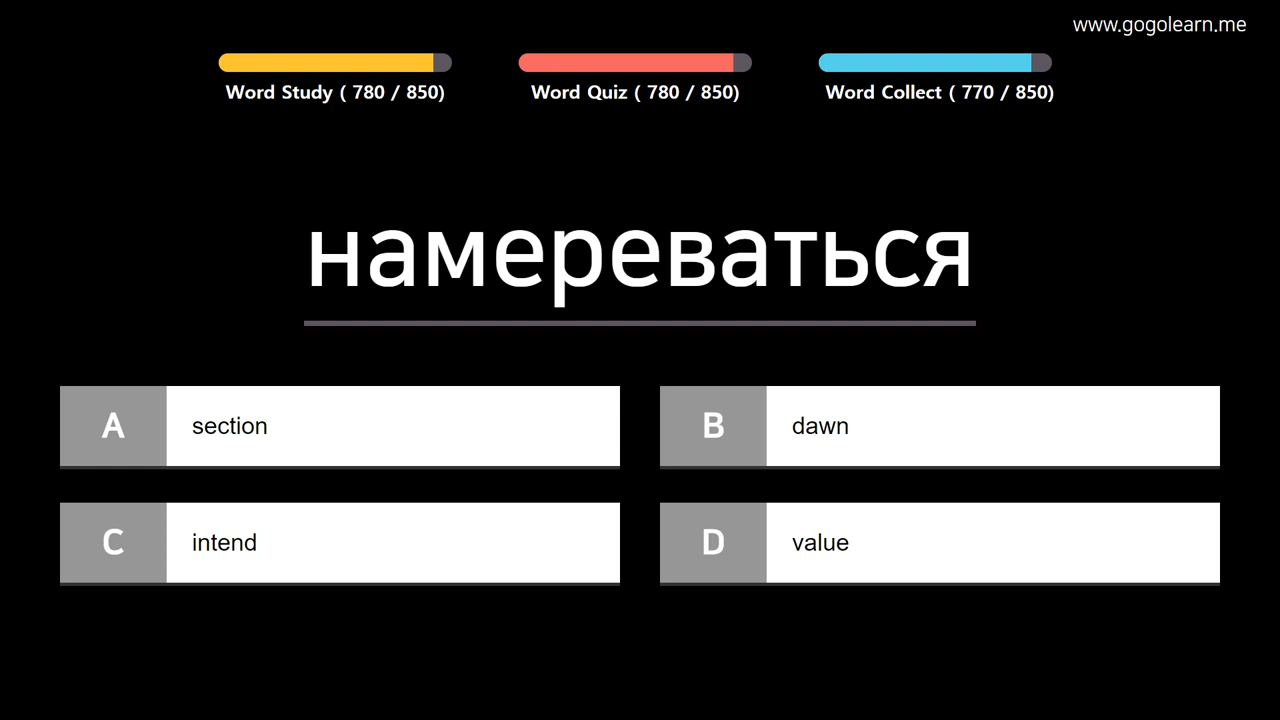 www.gogolearn.me
Word Study ( 780 / 850)
Word Quiz ( 780 / 850)
Word Collect ( 770 / 850)
намереваться
A section
B dawn
C intend
D value